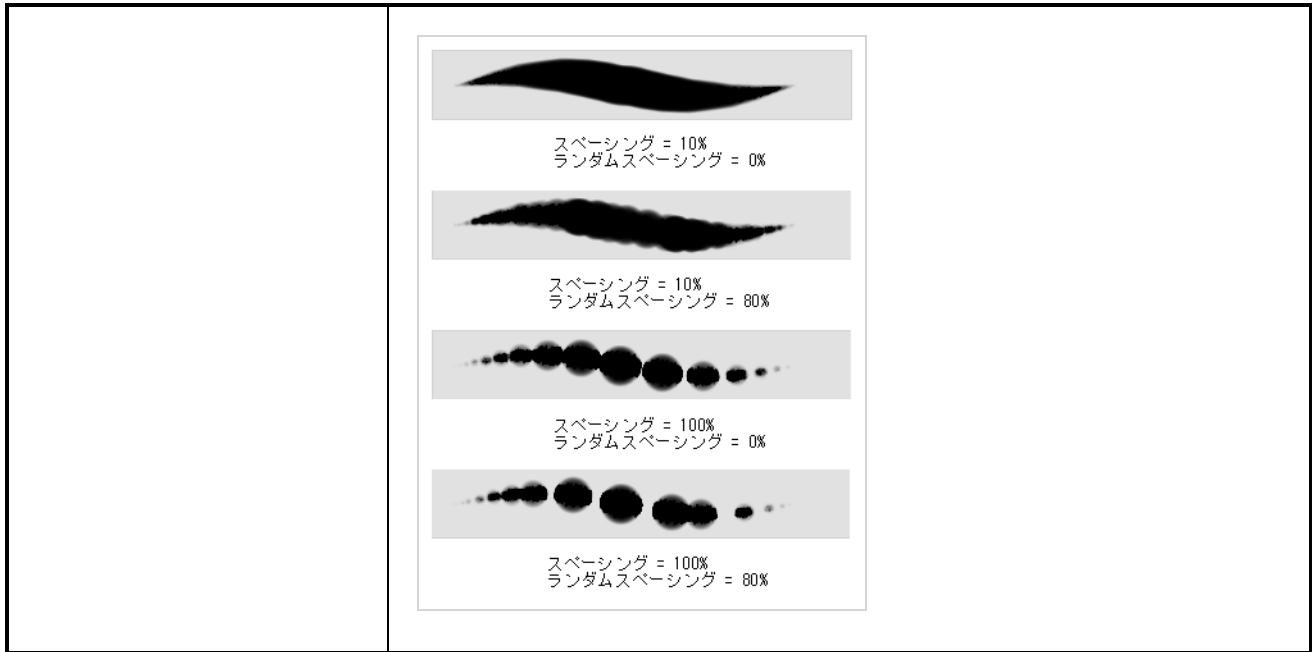 スペーシング = 10%
ランダムスペーシング = 0%
スペーシング = 10%
ランダムスペーシング = 80%
スペーシング = 100%
ランダムスペーシング = 0%
スペーシング = 100%
ランダムスペーシング = 80%